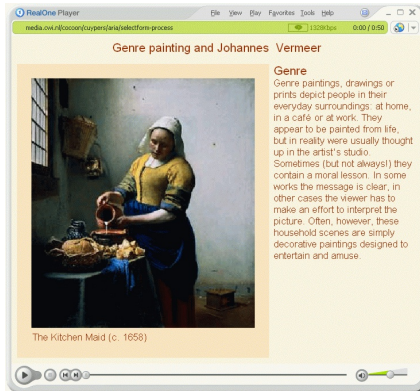 RealOne Player
File View Play Favorites Tools Help
media.cwi.nl/cocoon/cuypers/aria/selectform-process
1328Kbps 0:00 / 0:50
Genre painting and Johannes Vermeer
Genre
Genre paintings, drawings or
prints depict people in their
everyday surroundings: at home,
in a café or at work. They
appear to be painted from life,
but in reality were usually thought
up in the artist's studio.
Sometimes (but not always!) they
contain a moral lesson. In some
works the message is clear, in
other cases the viewer has to
make an effort to interpret the
picture. Often, however, these
household scenes are simply
decorative paintings designed to
entertain and amuse.
The Kitchen Maid (c. 1658)